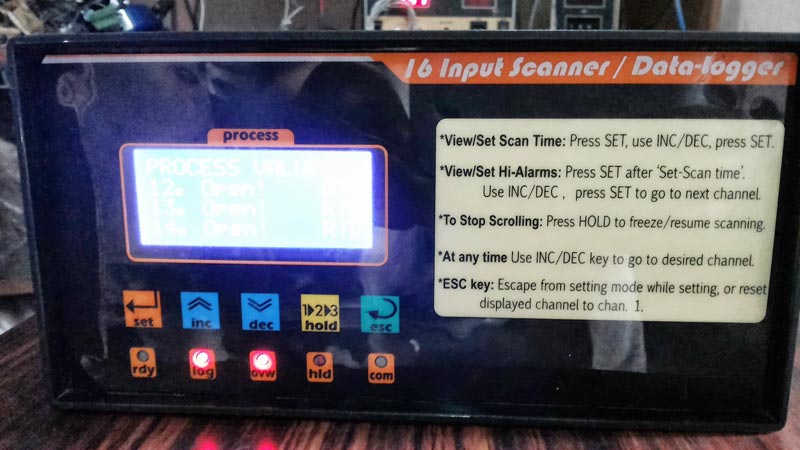 16 Input Scanner / Data-logger
process
PROCESS VALUE
12 Open!
13 Open!
14 Open! RTD
set
inc
dec
1▶2▶3
hold
esc
rdy
log
ovw
hld
com
*View/Set Scan Time: Press SET, use INC/DEC, press SET.
*View/Set Hi-Alarms: Press SET after 'Set-Scan time'.
Use INC/DEC , press SET to go to next channel.
*To Stop Scrolling: Press HOLD to freeze/resume scanning.
*At any time Use INC/DEC key to go to desired channel.
*ESC key: Escape from setting mode while setting, or reset
displayed channel to chan. 1.